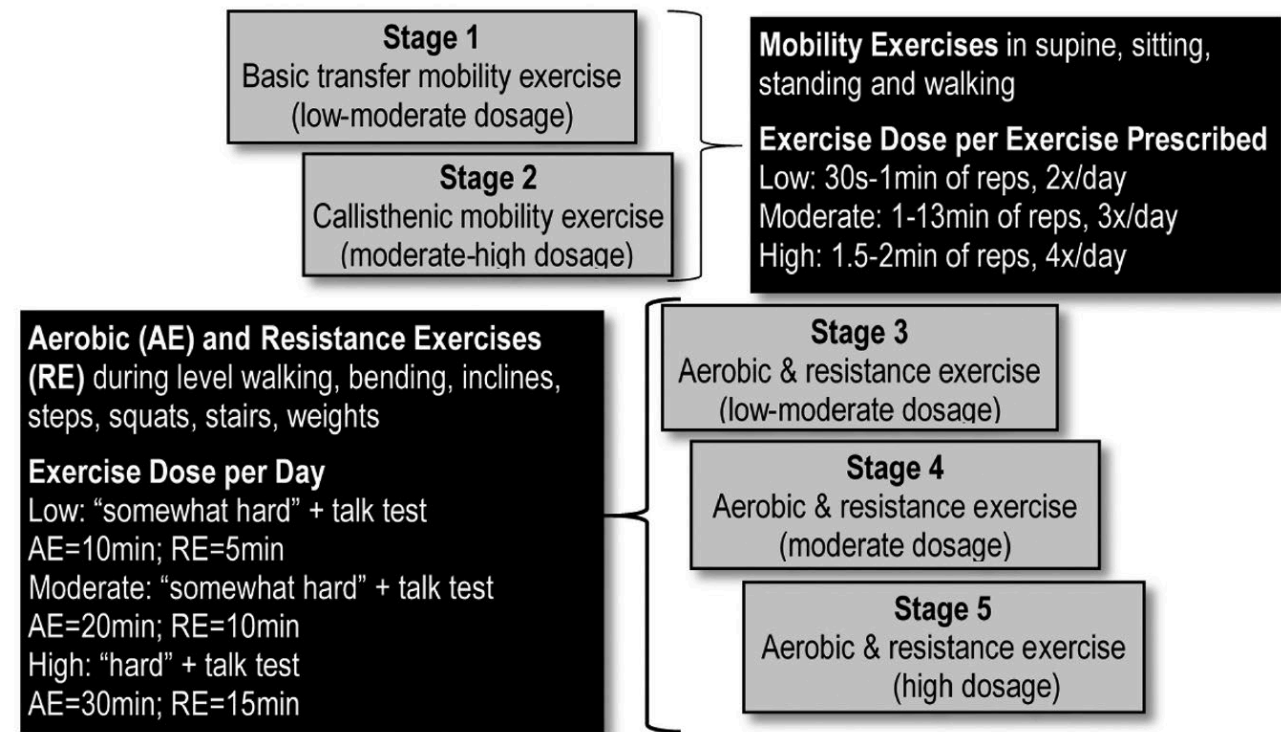 Stage 1
Basic transfer mobility exercise
(low-moderate dosage)
Stage 2
Callisthenic mobility exercise
(moderate-high dosage)
Mobility Exercises in supine, sitting,
standing and walking
Exercise Dose per Exercise Prescribed
Low: 30s-1min of reps, 2x/day
Moderate: 1-13min of reps, 3x/day
High: 1.5-2min of reps, 4x/day
Aerobic (AE) and Resistance Exercises
(RE) during level walking, bending, inclines,
steps, squats, stairs, weights
Exercise Dose per Day
Low: “somewhat hard” + talk test
AE=10min; RE=5min
Moderate: “somewhat hard” + talk test
AE=20min; RE=10min
High: “hard” + talk test
AE=30min; RE=15min
Stage 3
Aerobic & resistance exercise
(low-moderate dosage)
Stage 4
Aerobic & resistance exercise
(moderate dosage)
Stage 5
Aerobic & resistance exercise
(high dosage)